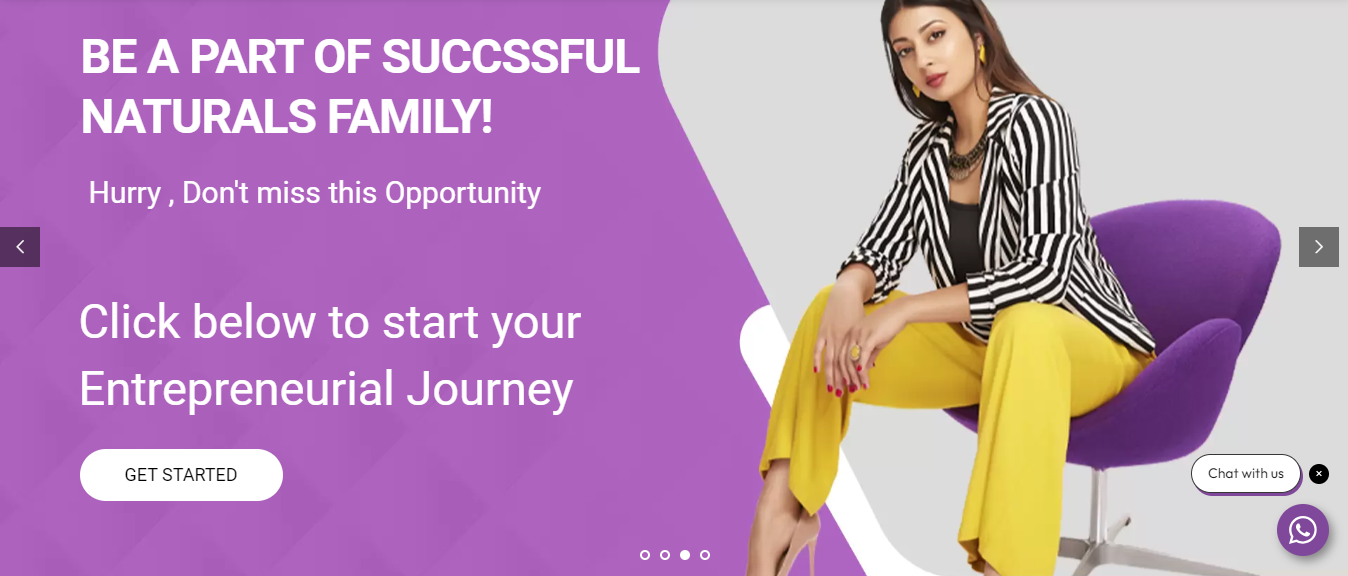 BE A PART OF SUCCSSFUL
NATURALS FAMILY!
Hurry , Don't miss this Opportunity
Click below to start your
Entrepreneurial Journey
GET STARTED
Chat with us